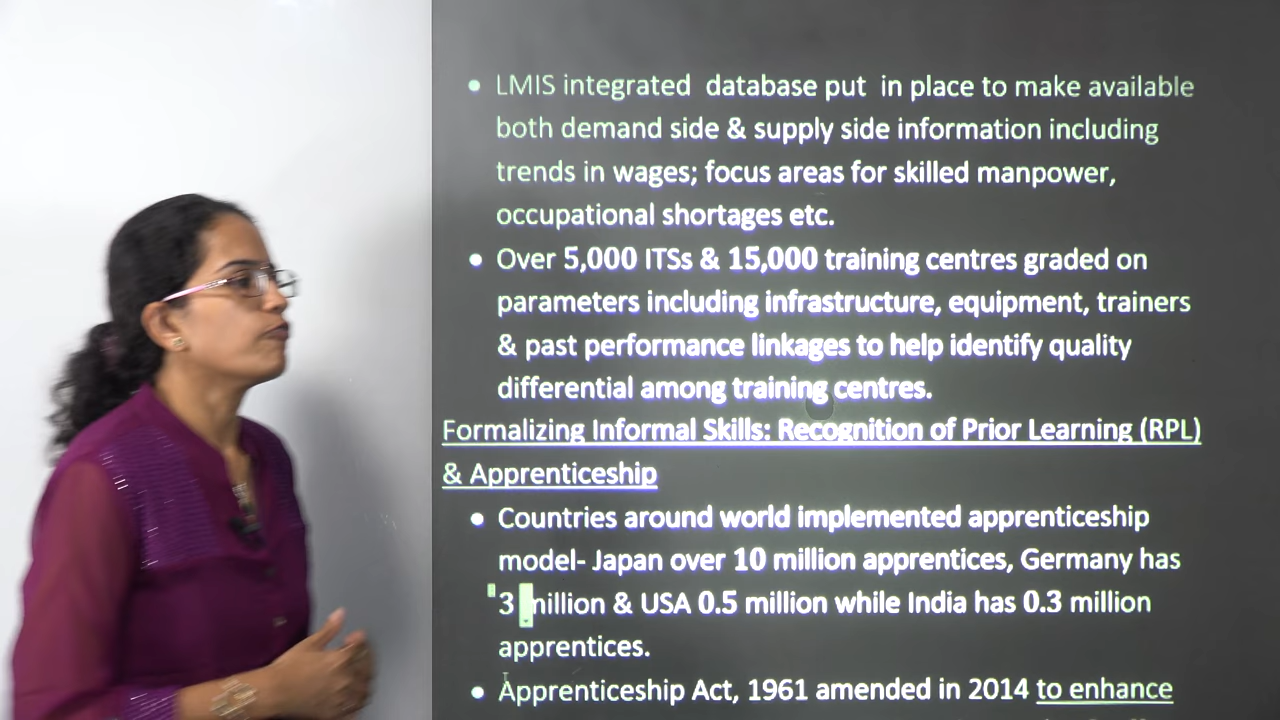 • LMIS integrated database put in place to make available
both demand side & supply side information including
trends in wages; focus areas for skilled manpower,
occupational shortages etc.
• Over 5,000 ITSs & 15,000 training centres graded on
parameters including infrastructure, equipment, trainers
& past performance linkages to help identify quality
differential among training centres.
Formalizing Informal Skills: Recognition of Prior Learning (RPL)
& Apprenticeship
• Countries around world implemented apprenticeship
model- Japan over 10 million apprentices, Germany has
3 million & USA 0.5 million while India has 0.3 million
apprentices.
• Apprenticeship Act, 1961 amended in 2014 to enhance